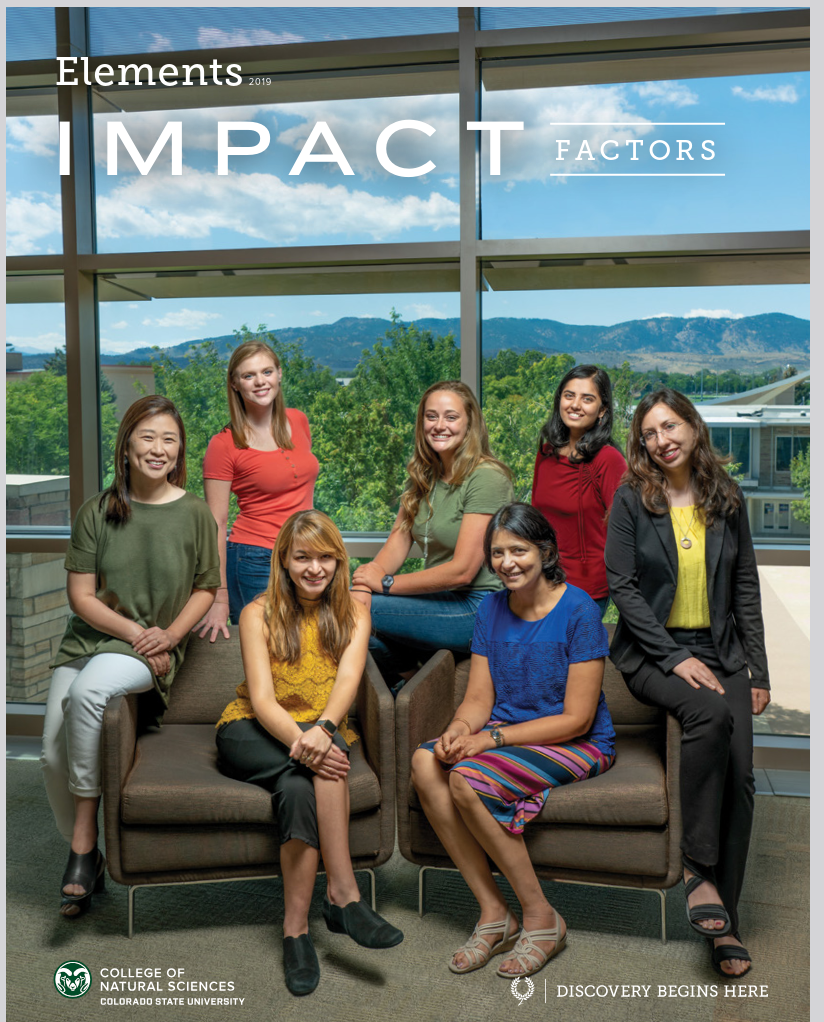 Elements 2019
IMPACT FACTORS
COLLEGE OF
NATURAL SCIENCES
COLORADO STATE UNIVERSITY
DISCOVERY BEGINS HERE